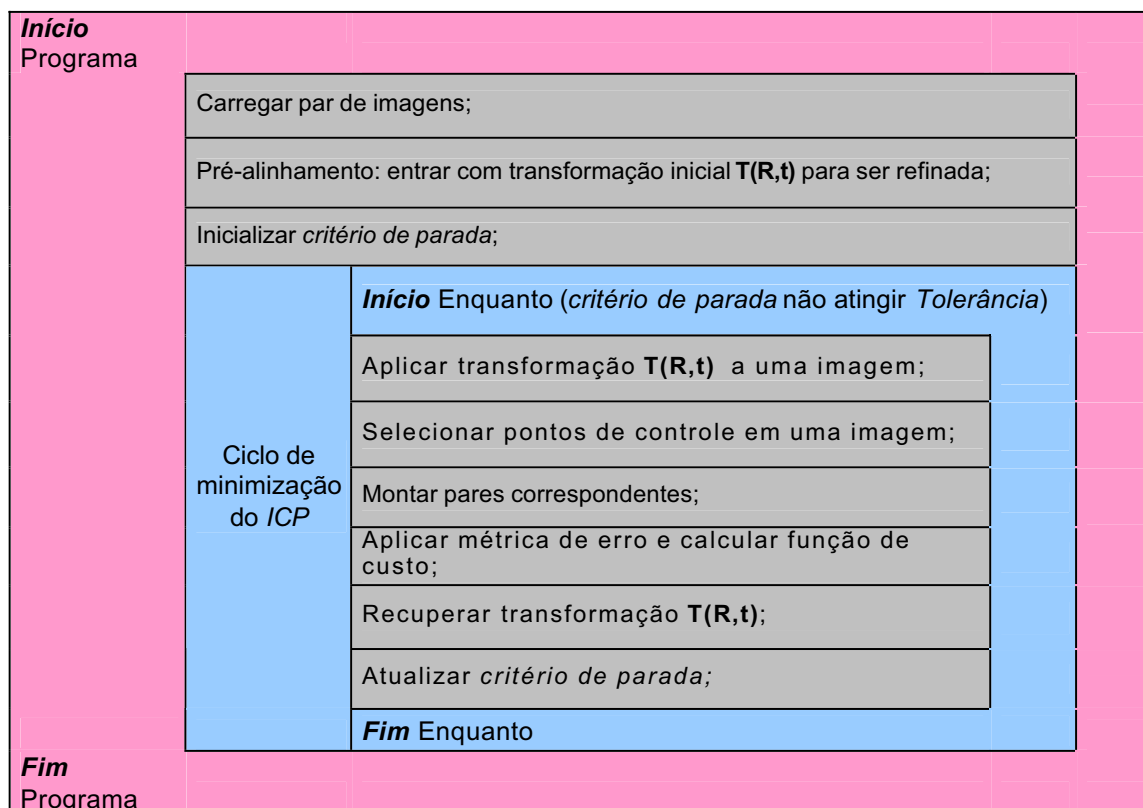 Início
Programa
Carregar par de imagens;
Pré-alinhamento: entrar com transformação inicial T(R,t) para ser refinada;
Inicializar critério de parada;
Início Enquanto (critério de parada não atingir Tolerância)
Ciclo de
minimização
do ICP
Aplicar transformação T(R,t) a uma imagem;
Selecionar pontos de controle em uma imagem;
Montar pares correspondentes;
Aplicar métrica de erro e calcular função de
custo;
Recuperar transformação T(R,t);
Atualizar critério de parada;
Fim Enquanto
Fim
Programa